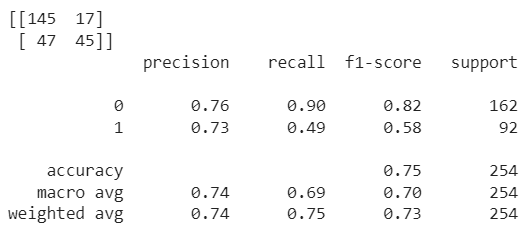 [[145  17]
 [ 47  45]]
              precision    recall  f1-score   support

           0       0.76      0.90      0.82       162
           1       0.73      0.49      0.58        92

    accuracy                           0.75       254
   macro avg       0.74      0.69      0.70       254
weighted avg       0.74      0.75      0.73       254